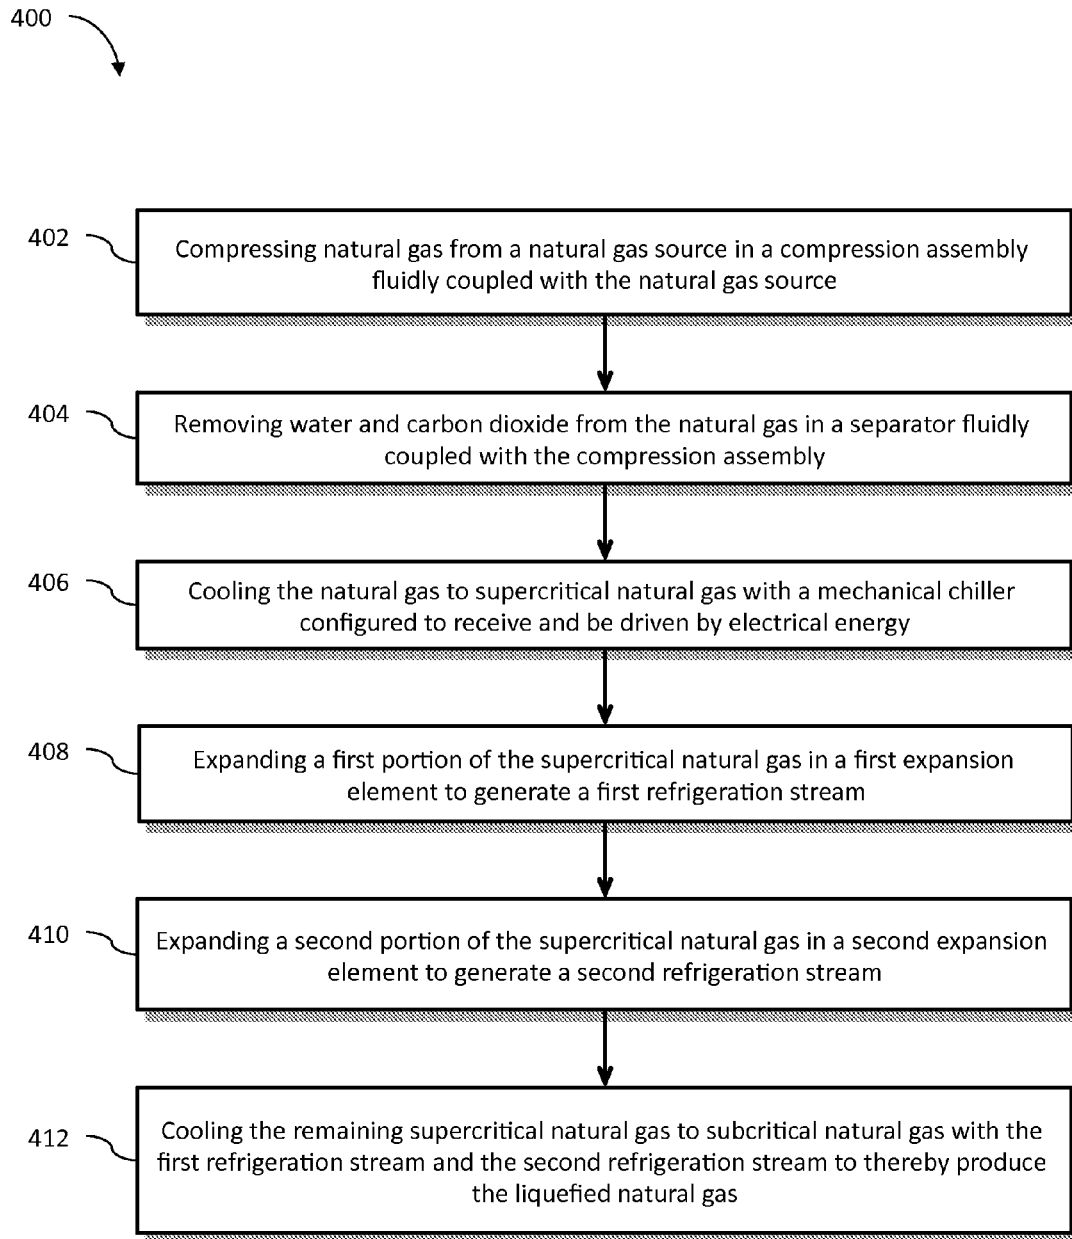 400
402
Compressing natural gas from a natural gas source in a compression assembly
fluidly coupled with the natural gas source
404
Removing water and carbon dioxide from the natural gas in a separator fluidly
coupled with the compression assembly
406
Cooling the natural gas to supercritical natural gas with a mechanical chiller
configured to receive and be driven by electrical energy
408
Expanding a first portion of the supercritical natural gas in a first expansion
element to generate a first refrigeration stream
410
Expanding a second portion of the supercritical natural gas in a second expansion
element to generate a second refrigeration stream
412
Cooling the remaining supercritical natural gas to subcritical natural gas with the
first refrigeration stream and the second refrigeration stream to thereby produce
the liquefied natural gas